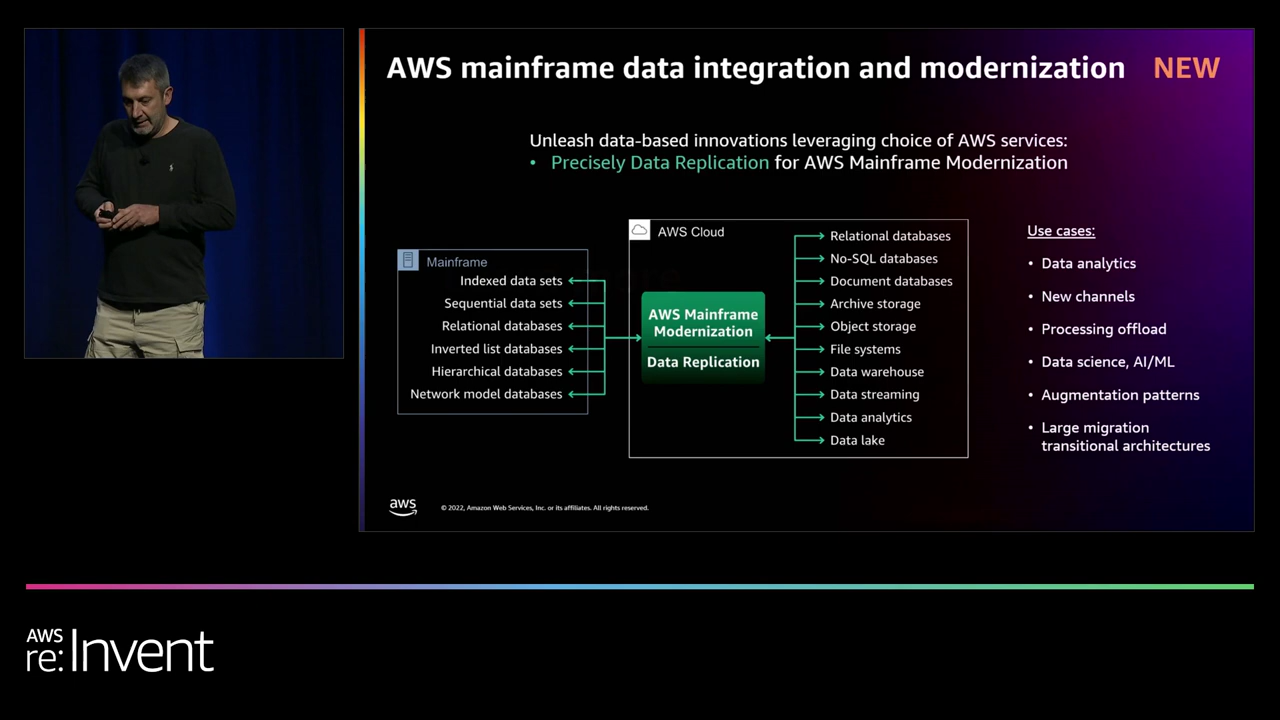 AWS mainframe data integration and modernization NEW
Unleash data-based innovations leveraging choice of AWS services:
• Precisely Data Replication for AWS Mainframe Modernization
Mainframe
Indexed data sets
Sequential data sets
Relational databases
Inverted list databases
Hierarchical databases
Network model databases
AWS Cloud
AWS Mainframe
Modernization
Data Replication
Relational databases
No-SQL databases
Document databases
Archive storage
Object storage
File systems
Data warehouse
Data streaming
Data analytics
Data lake
Use cases:
• Data analytics
• New channels
• Processing offload
• Data science, AI/ML
• Augmentation patterns
• Large migration
transitional architectures
aws
© 2022, Amazon Web Services, Inc. or its affiliates. All rights reserved.
AWS
re:Invent